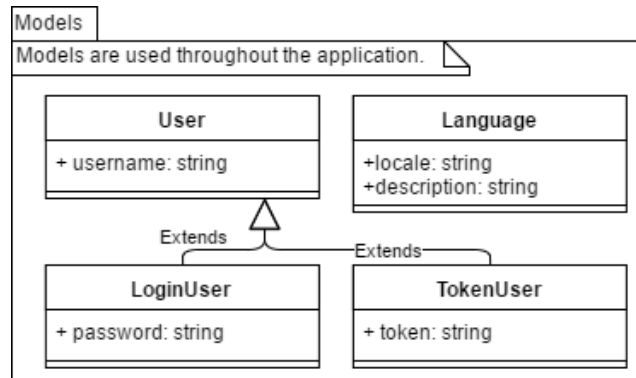 Models
Models are used throughout the application.
User
+ username: string
Language
+locale: string
+description: string
Extends
Extends
LoginUser
+ password: string
TokenUser
+ token: string